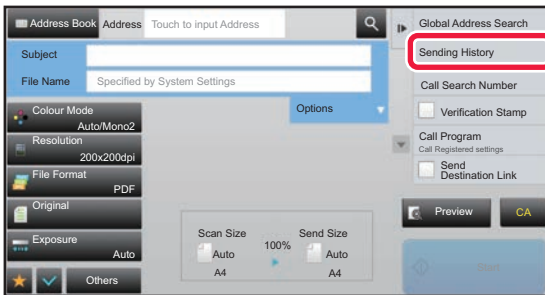 Address Book Address Touch to input Address
Subject
File Name Specified by System Settings
Options
Colour Mode
Auto/Mono2
Resolution
200x200dpi
File Format
PDF
Original
Exposure
Auto
Others
Scan Size
Auto
A4
100%
Send Size
Auto
A4
Global Address Search
Sending History
Call Search Number
Verification Stamp
Call Program
Call Registered settings
Send
Destination Link
Preview
CA
Start